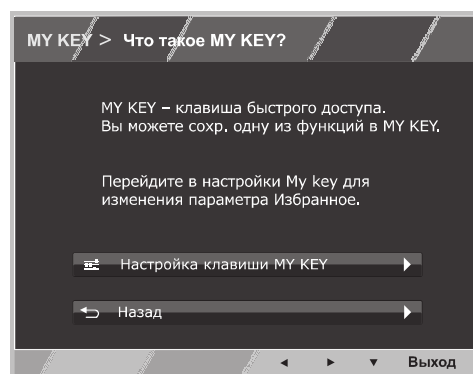 MY KEY > Что такое MY KEY?
MY KEY – клавиша быстрого доступа.
Вы можете сохр. одну из функций в MY KEY.
Перейдите в настройки My key для
изменения параметра Избранное.
Настройка клавиши MY KEY
Назад
Выход